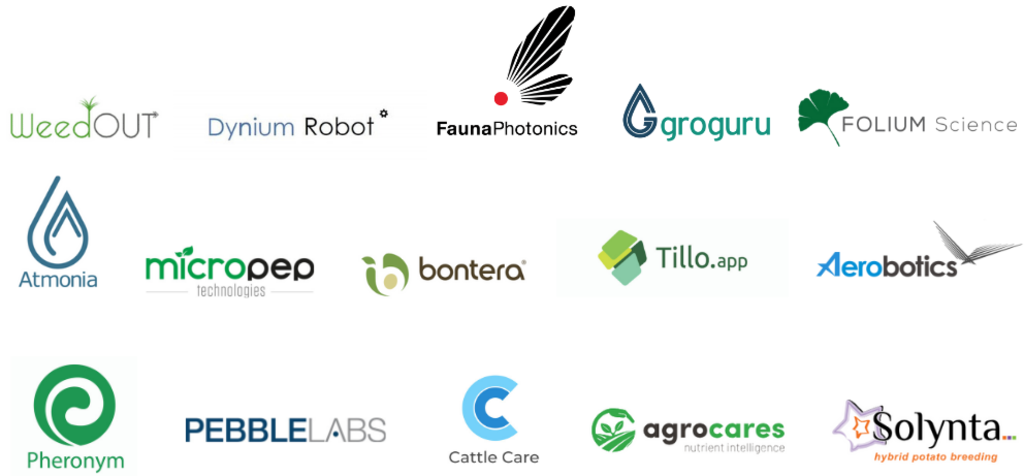 WeedOUT®
Dynium Robot
FaunaPhotonics
groguru
FOLIUM Science
Atmonia
micropep
technologies
bontera®
Tillo.app
Aerobotics
Pheronym
PEBBLELABS
Cattle Care
agrocares
nutrient intelligence
Solynta...
hybrid potato breeding